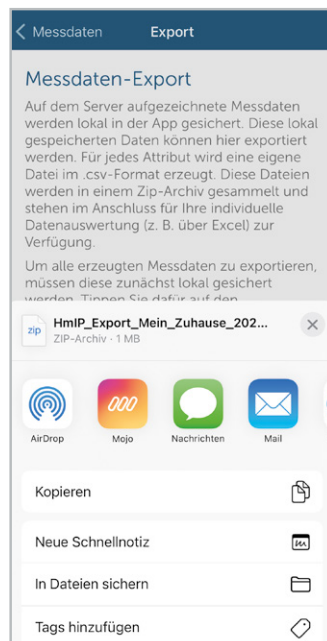 Messdaten
Export
Messdaten-Export
Auf dem Server aufgezeichnete Messdaten
werden lokal in der App gesichert. Diese lokal
gespeicherten Daten können hier exportiert
werden. Für jedes Attribut wird eine eigene
Datei im .csv-Format erzeugt. Diese Dateien
werden in einem Zip-Archiv gesammelt und
stehen im Anschluss für Ihre individuelle
Datenauswertung (z. B. über Excel) zur
Verfügung.
Um alle erzeugten Messdaten zu exportieren,
müssen diese zunächst lokal gesichert
werden. Tippen Sie dafür auf den
zip
HmIP_Export_Mein_Zuhause_202...
ZIP-Archiv · 1 MB
AirDrop
Mojo
Nachrichten
Mail
Kopieren
Neue Schnellnotiz
In Dateien sichern
Tags hinzufügen